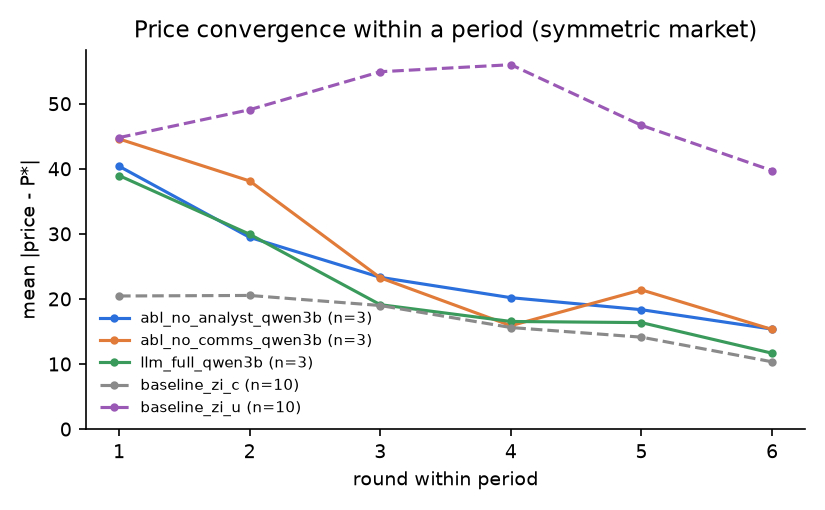 Price convergence within a period (symmetric market)
mean |price - P*|
50
40
30
20
10
0
abl_no_analyst_qwen3b (n=3)
abl_no_comms_qwen3b (n=3)
llm_full_qwen3b (n=3)
baseline_zi_c (n=10)
baseline_zi_u (n=10)
1 2 3 4 5 6
round within period